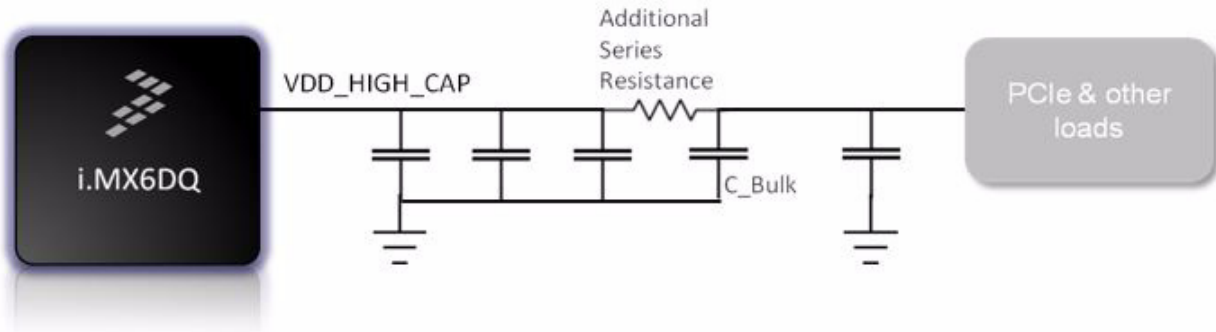 Additional
Series
Resistance
VDD_HIGH_CAP
PCIe & other
loads
i.MX6DQ
C_Bulk